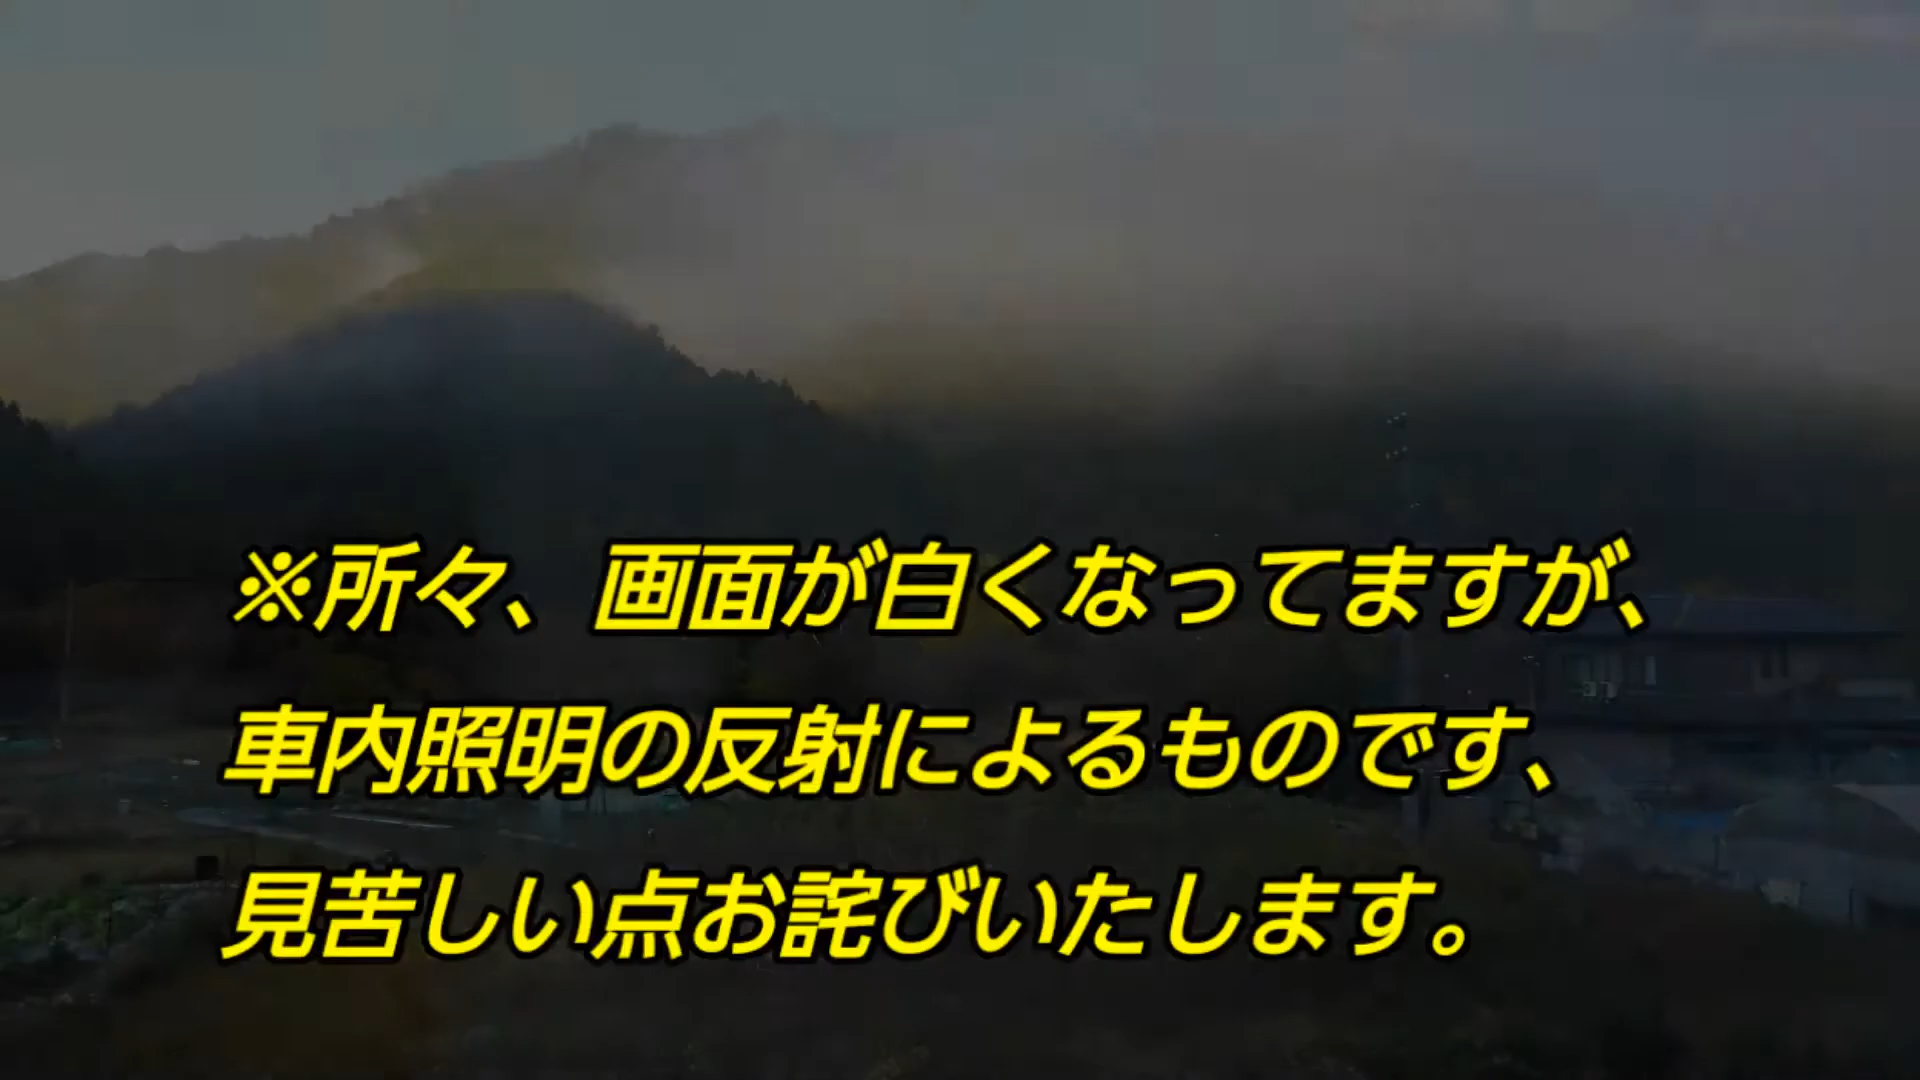 ※所々、画面が白くなってますが、
車内照明の反射によるものです、
見苦しい点お詫びいたします。